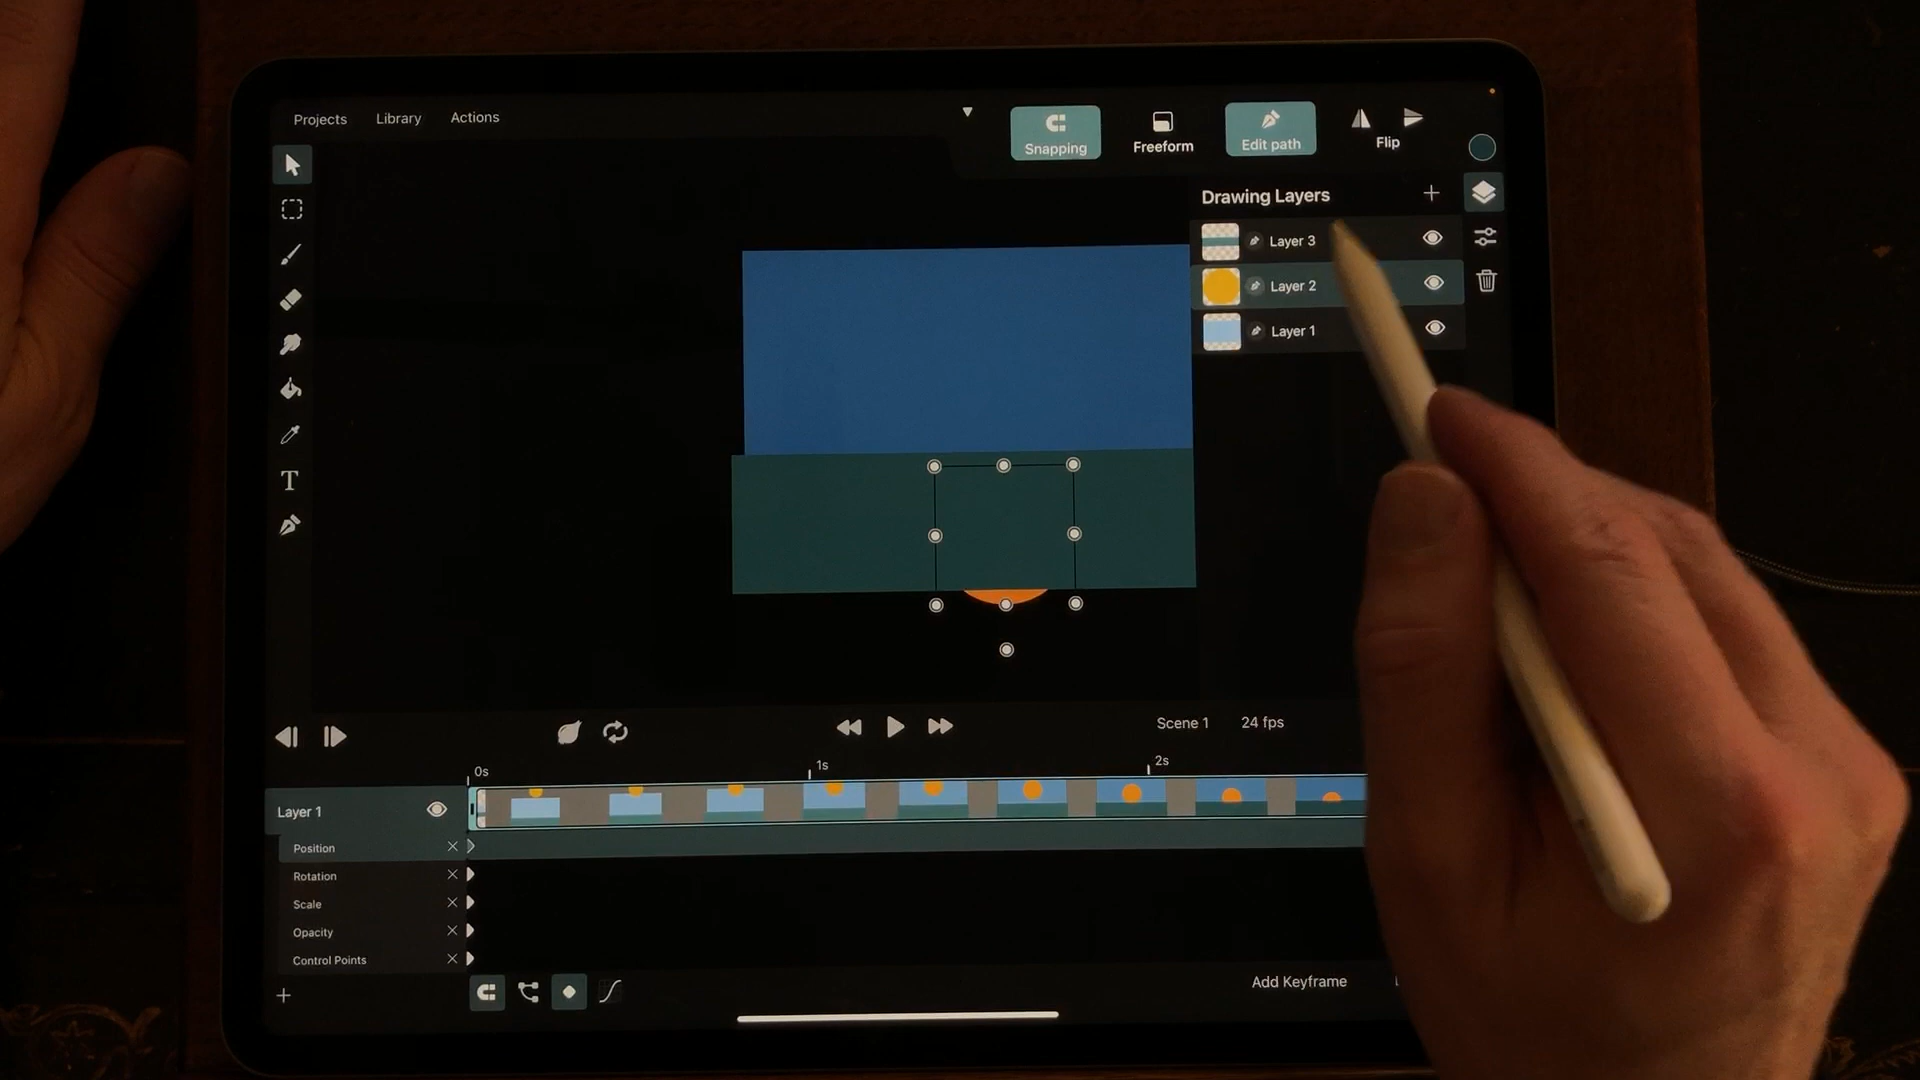 Projects Library Actions
Snapping Freeform Edit path Flip
Drawing Layers
Layer 3
Layer 2
Layer 1
T
Scene 1 24 fps
0s 1s 2s
Layer 1
Position
Rotation
Scale
Opacity
Control Points
Add Keyframe